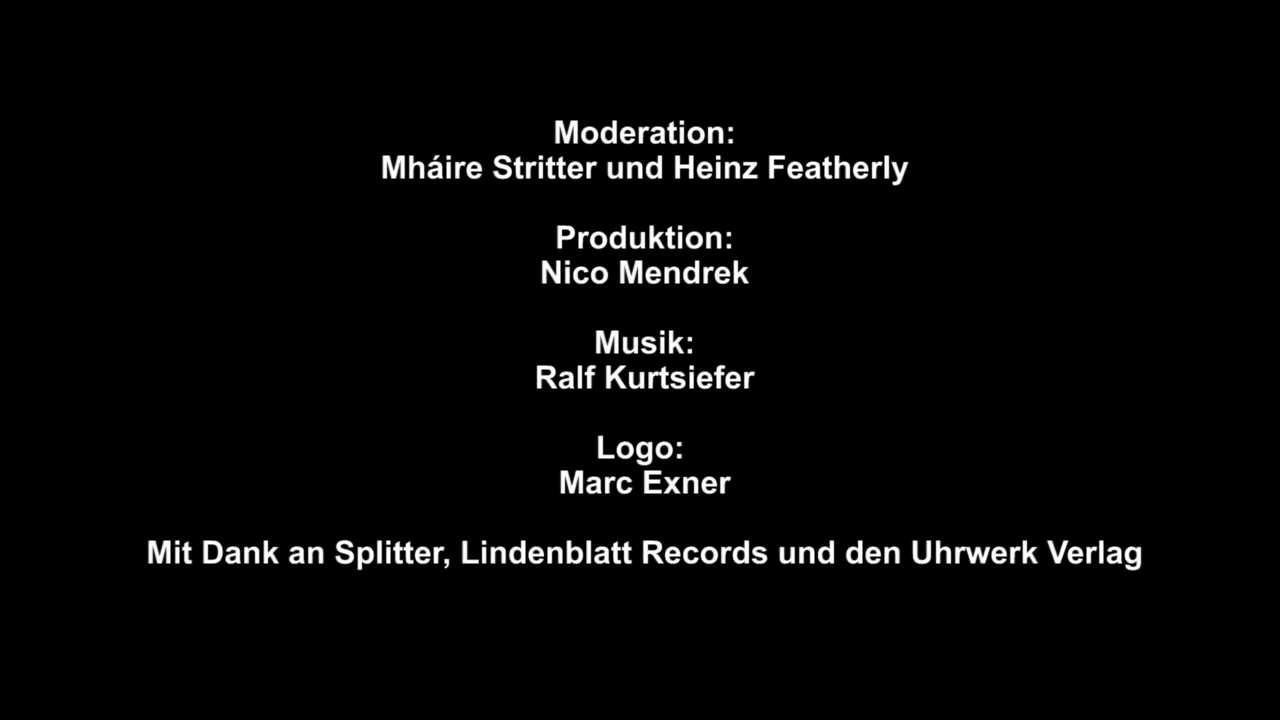 Moderation:
Mháire Stritter und Heinz Featherly
Produktion:
Nico Mendrek
Musik:
Ralf Kurtsiefer
Logo:
Marc Exner
Mit Dank an Splitter, Lindenblatt Records und den Uhrwerk Verlag